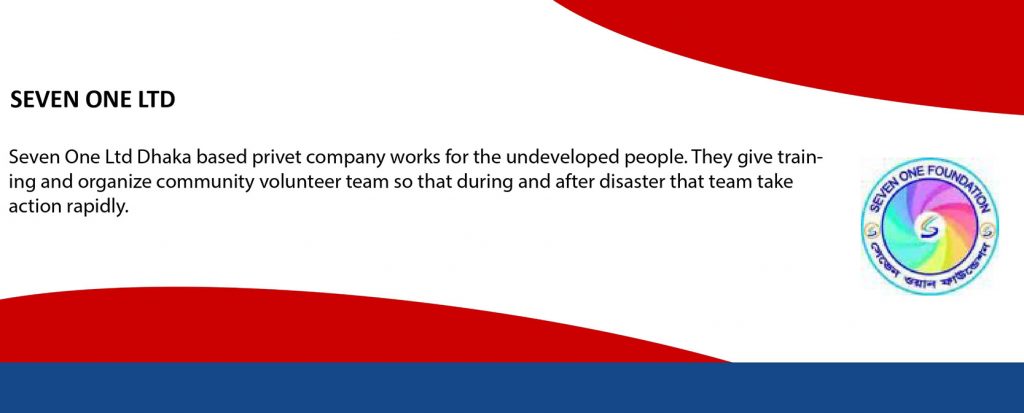 SEVEN ONE LTD
Seven One Ltd Dhaka based privet company works for the undeveloped people. They give train-
ing and organize community volunteer team so that during and after disaster that team take
action rapidly.
SEVEN ONE FOUNDATION
সেভেন ওয়ান ফাউন্ডেশন